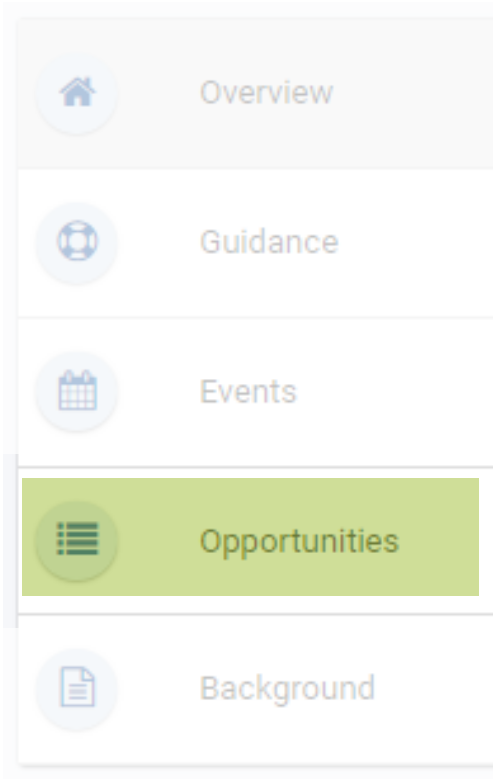 Overview
Guidance
Events
Opportunities
Background